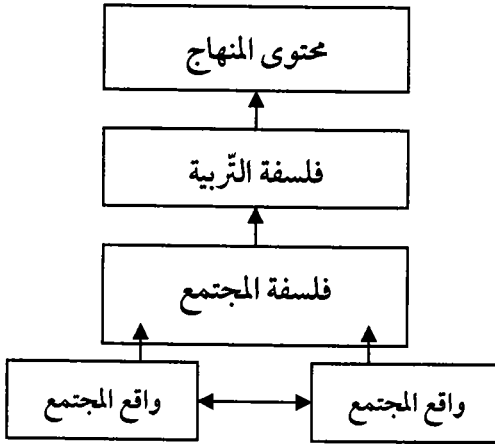 محتوى المنهاج
فلسفة التّربية
فلسفة المجتمع
واقع المجتمع
واقع المجتمع